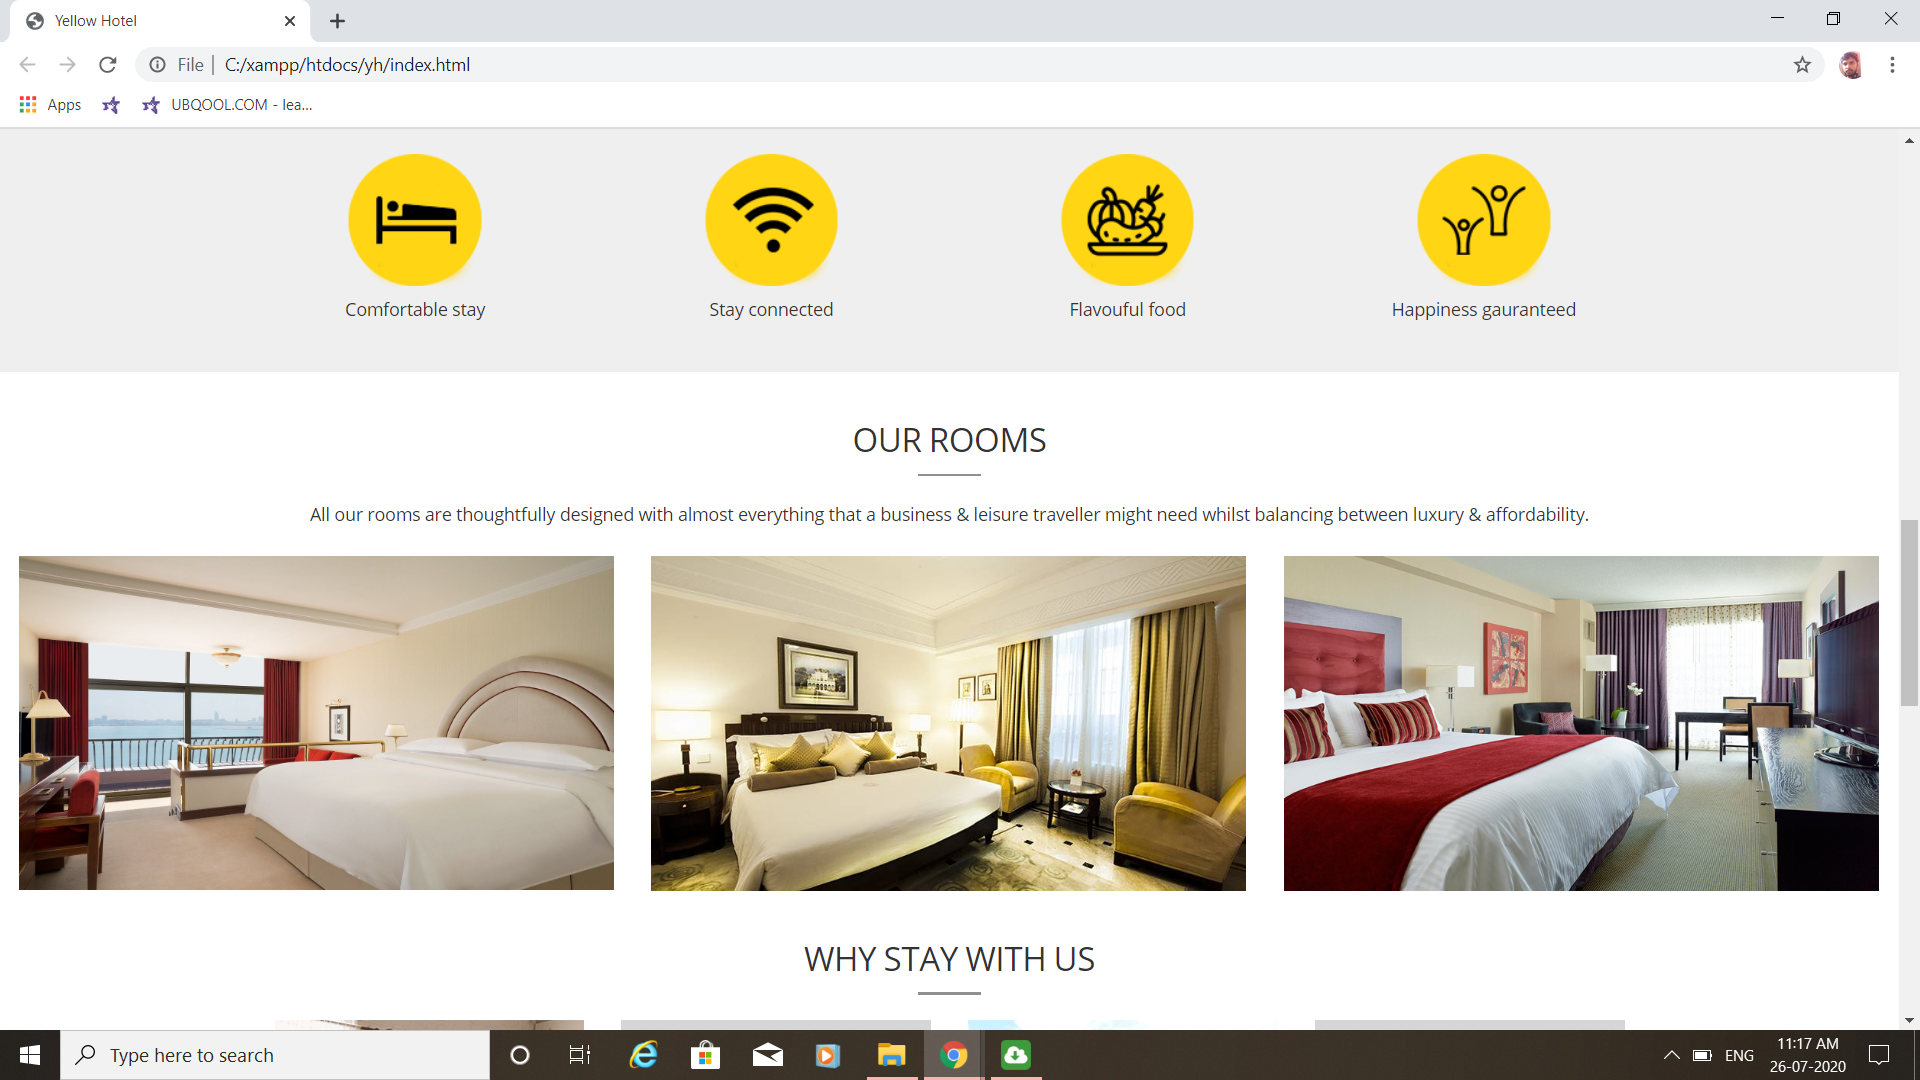 Yellow Hotel
File | C:/xampp/htdocs/yh/index.html
Apps UBQOOL.COM - lea...
Comfortable stay Stay connected Flavouful food Happiness gauranteed
OUR ROOMS
All our rooms are thoughtfully designed with almost everything that a business & leisure traveller might need whilst balancing between luxury & affordability.
WHY STAY WITH US
Type here to search
ENG
11:17 AM
26-07-2020